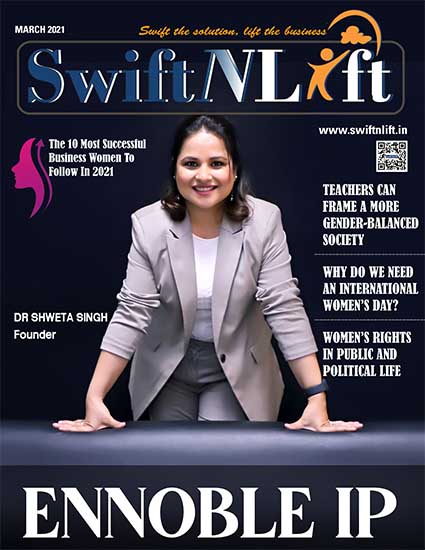 MARCH 2021
Swift the solution, lift the business
SwiftNLift
www.swiftnlift.in
The 10 Most Successful
Business Women To
Follow In 2021
TEACHERS CAN
FRAME A MORE
GENDER-BALANCED
SOCIETY
WHY DO WE NEED
AN INTERNATIONAL
WOMEN'S DAY?
WOMEN'S RIGHTS
IN PUBLIC AND
POLITICAL LIFE
DR SHWETA SINGH
Founder
ENNOBLE IP